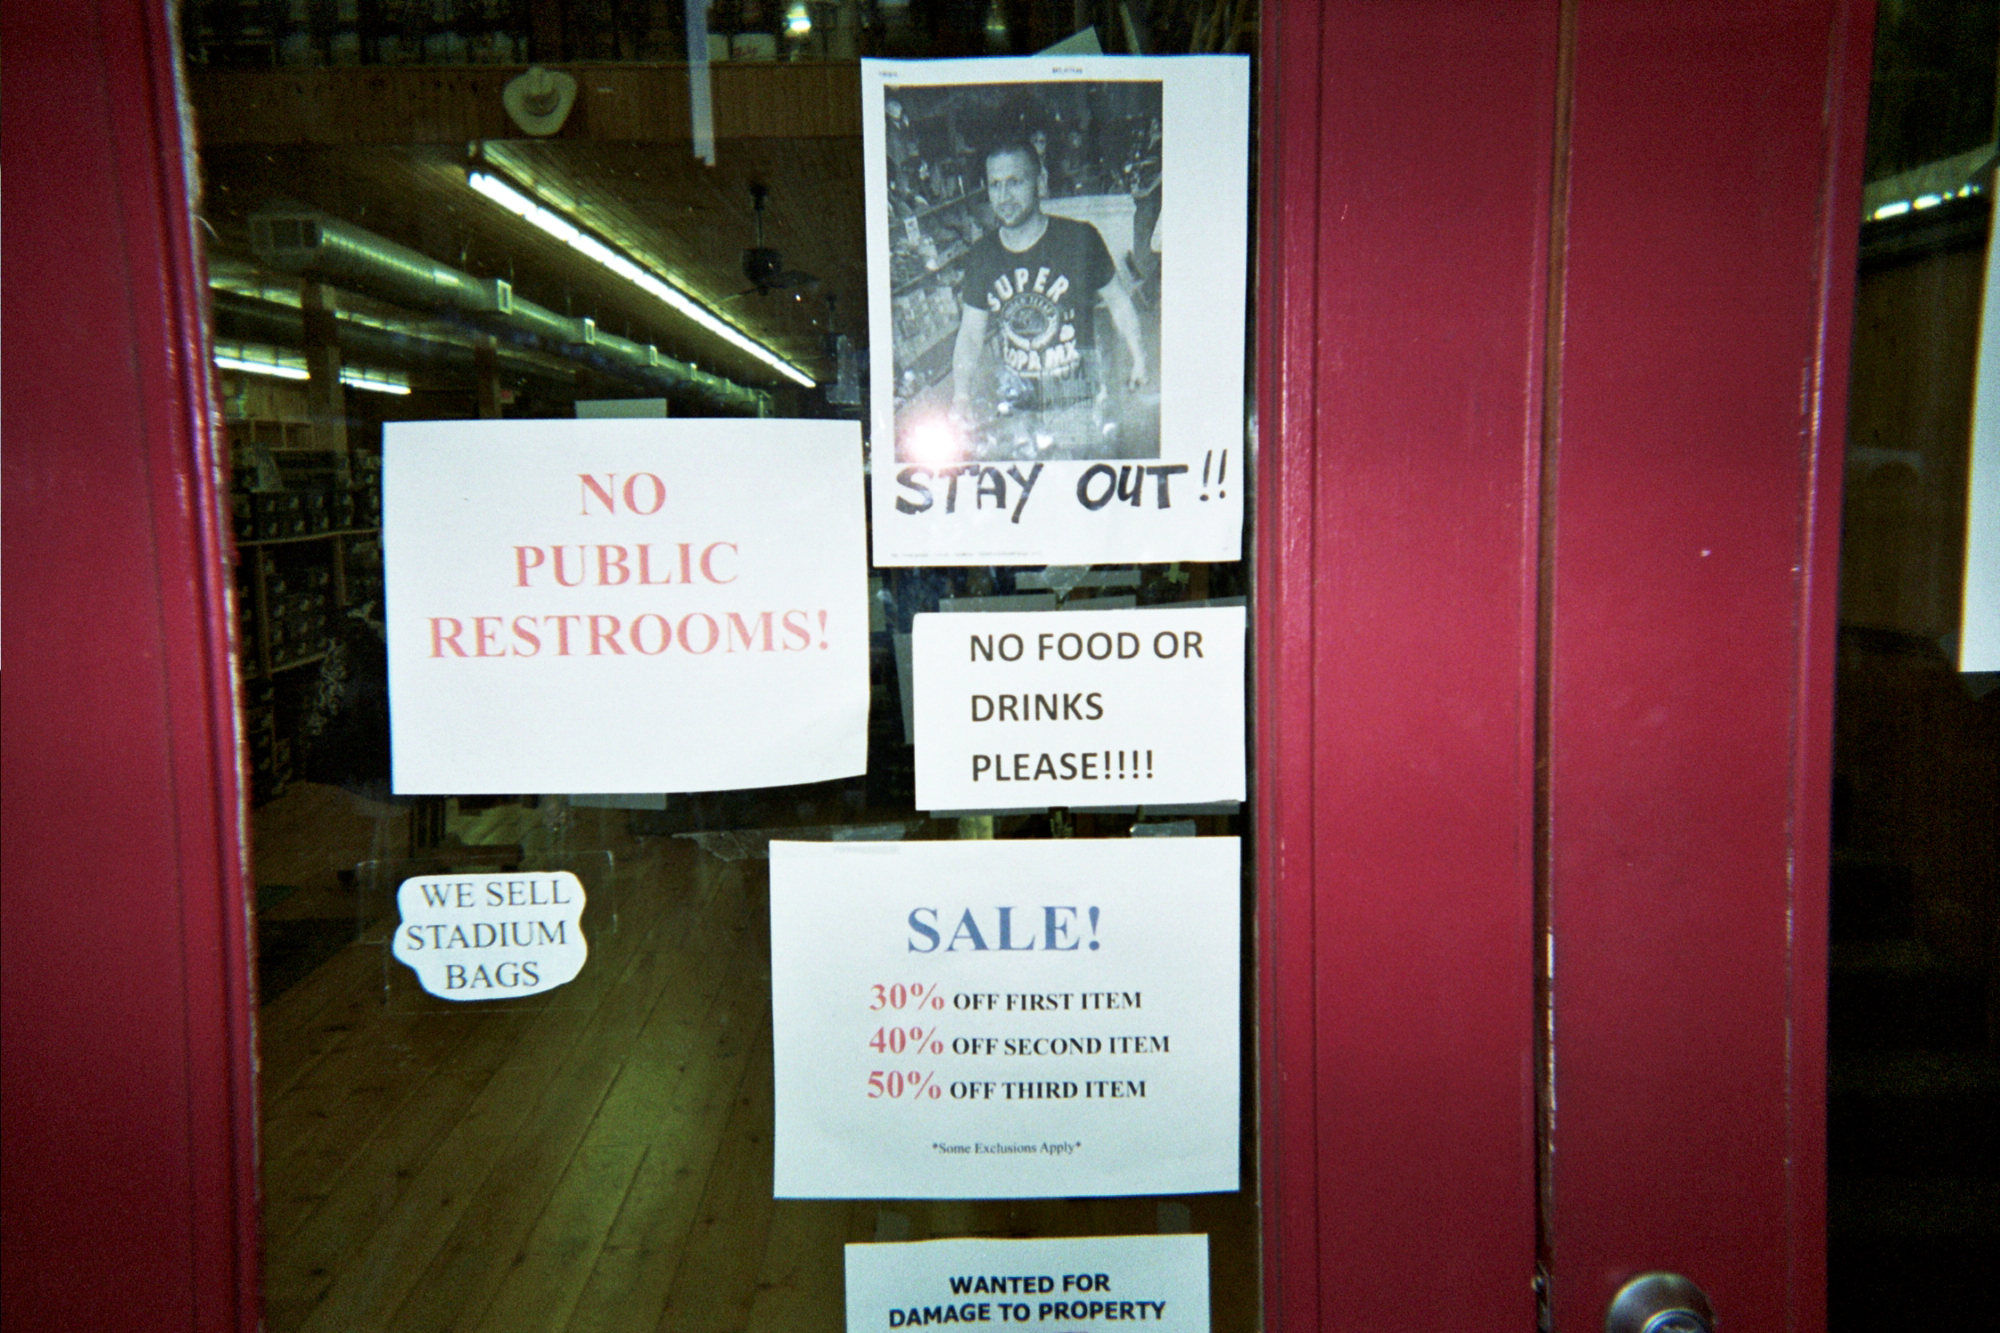 SUPER
STAY OUT!!
NO
PUBLIC
RESTROOMS!
NO FOOD OR
DRINKS
PLEASE!!!!
WE SELL
STADIUM
BAGS
SALE!
30% OFF FIRST ITEM
40% OFF SECOND ITEM
50% OFF THIRD ITEM
*Some Exclusions Apply*
WANTED FOR
DAMAGE TO PROPERTY